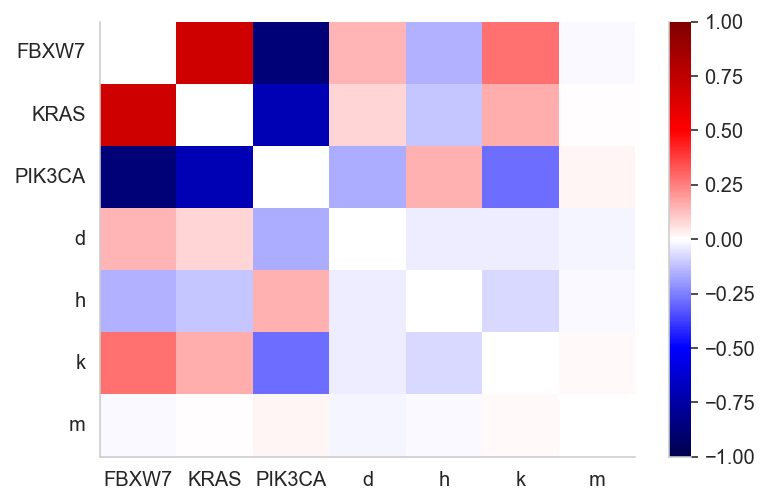 FBXW7
KRAS
PIK3CA
d
h
k
m
FBXW7 KRAS PIK3CA d h k m
1.00
0.75
0.50
0.25
0.00
−0.25
−0.50
−0.75
−1.00